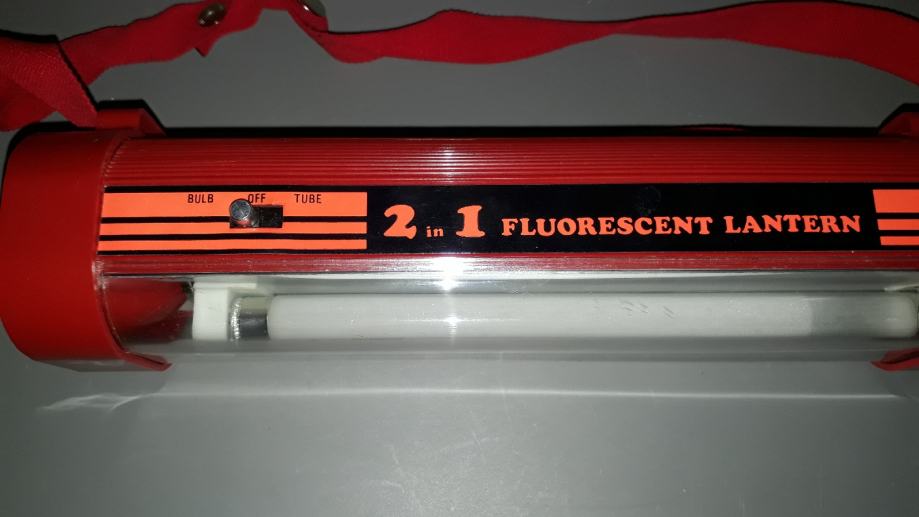 BULB OFF TUBE
2 in 1 FLUORESCENT LANTERN